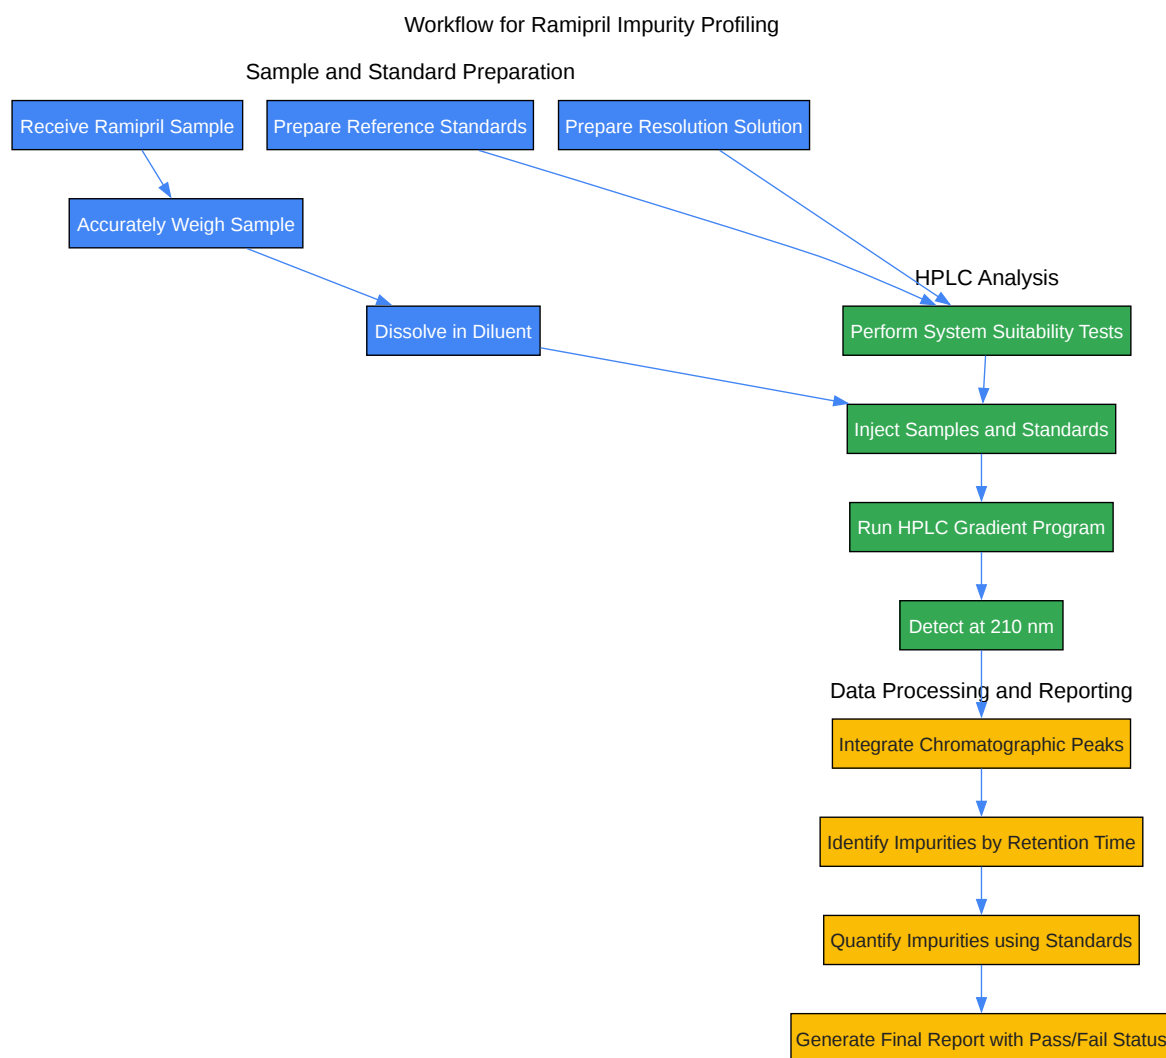 Workflow for Ramipril Impurity Profiling
Sample and Standard Preparation
Receive Ramipril Sample
Prepare Reference Standards
Prepare Resolution Solution
Accurately Weigh Sample
HPLC Analysis
Dissolve in Diluent
Perform System Suitability Tests
Inject Samples and Standards
Run HPLC Gradient Program
Detect at 210 nm
Data Processing and Reporting
Integrate Chromatographic Peaks
Identify Impurities by Retention Time
Quantify Impurities using Standards
Generate Final Report with Pass/Fail Status